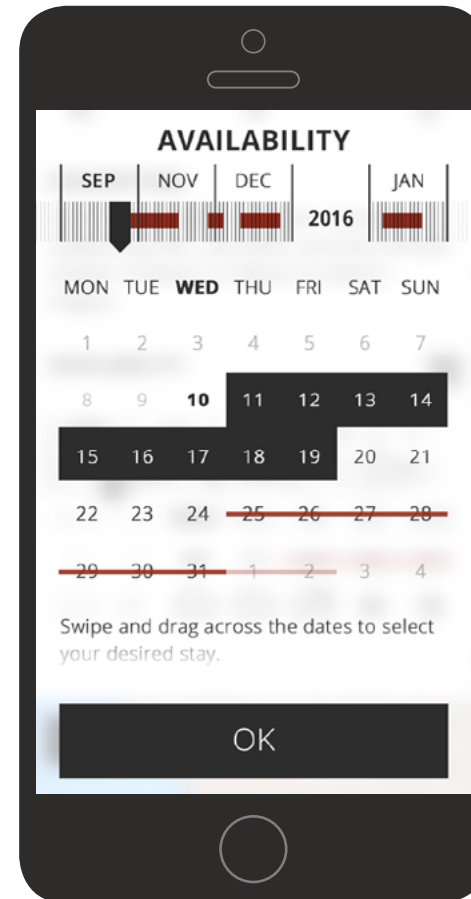 AVAILABILITY
SEP NOV DEC JAN
2016
MON TUE WED THU FRI SAT SUN
1 2 3 4 5 6 7
8 9 10 11 12 13 14
15 16 17 18 19 20 21
22 23 24 25 26 27 28
29 30 31 1 2 3 4
Swipe and drag across the dates to select
your desired stay.
OK